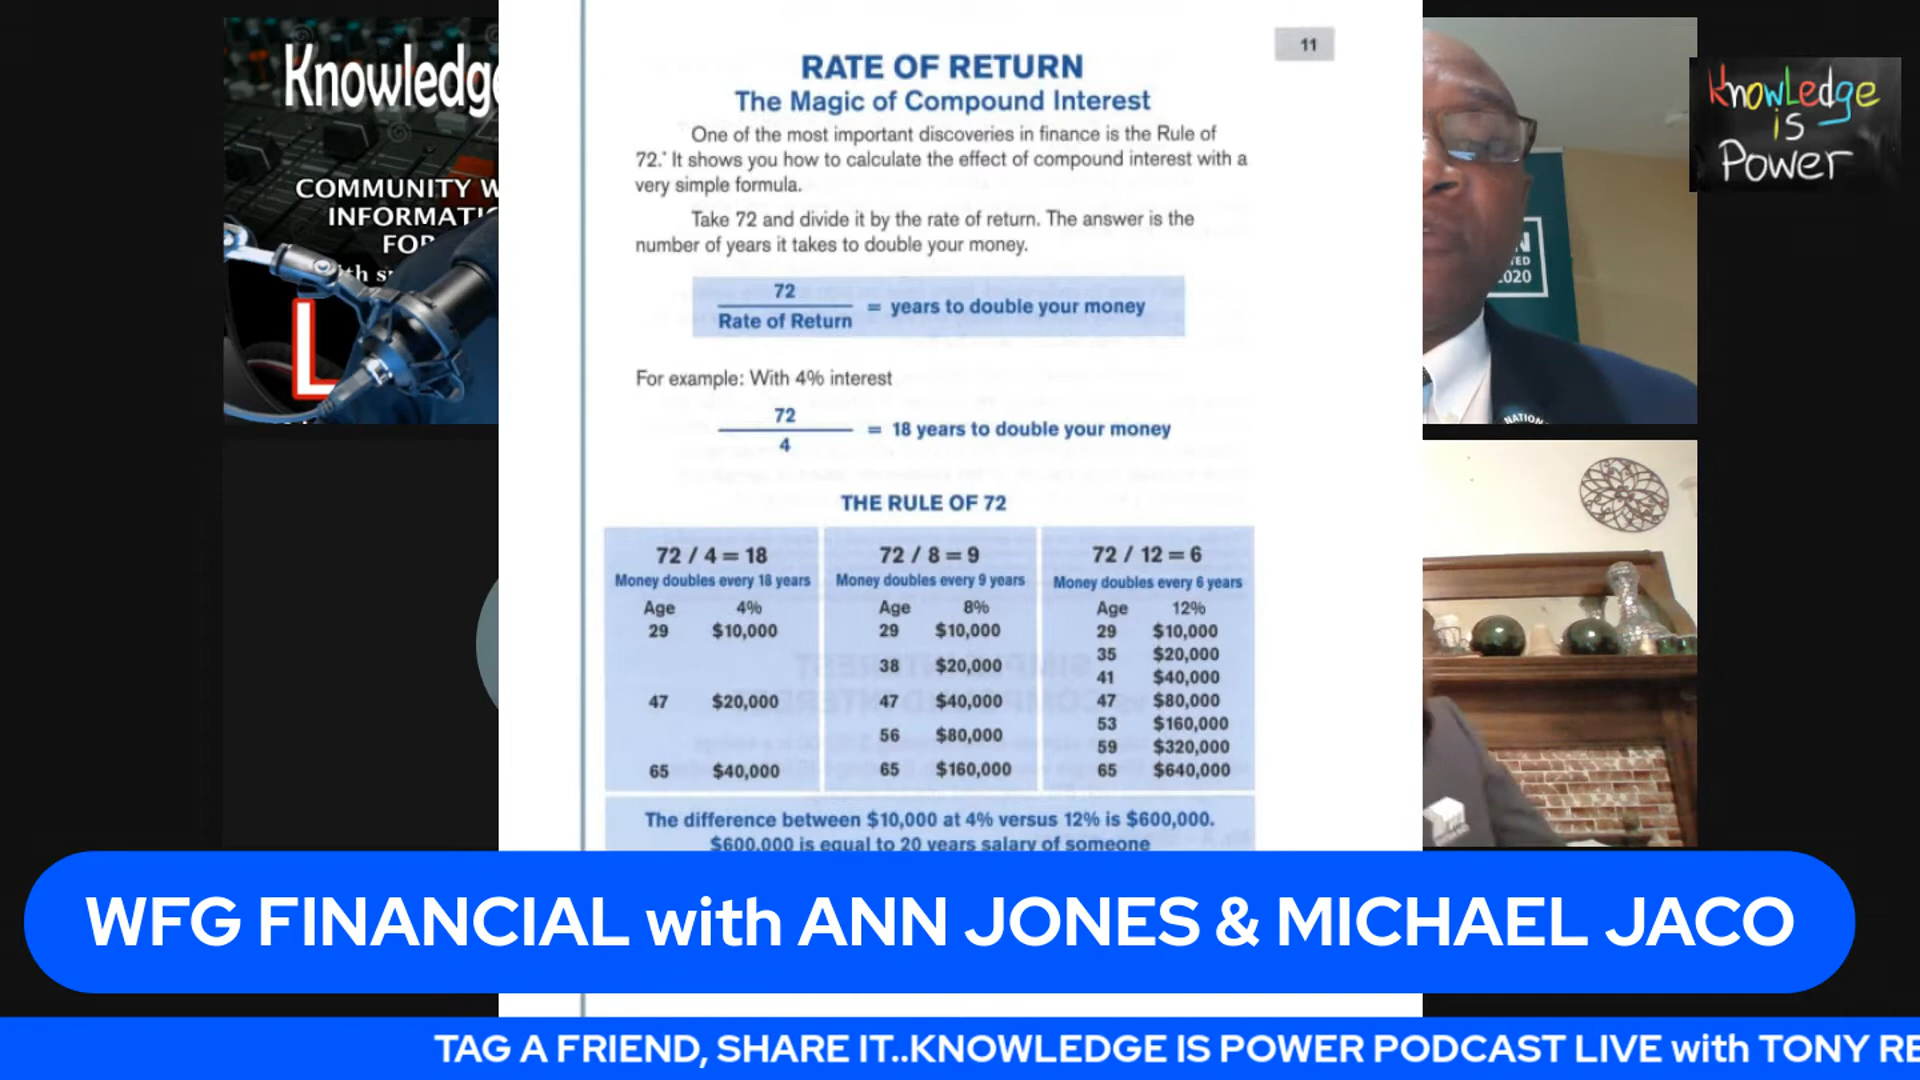 Knowledge
COMMUNITY W
INFORMATIO
FOR
ith sp
L
11
RATE OF RETURN
The Magic of Compound Interest
One of the most important discoveries in finance is the Rule of
72.* It shows you how to calculate the effect of compound interest with a
very simple formula.
Take 72 and divide it by the rate of return. The answer is the
number of years it takes to double your money.
72
Rate of Return = years to double your money
For example: With 4% interest
72
4 = 18 years to double your money
THE RULE OF 72
72 / 4 = 18
Money doubles every 18 years
Age 4%
29 $10,000
47 $20,000
65 $40,000
72 / 8 = 9
Money doubles every 9 years
Age 8%
29 $10,000
38 $20,000
47 $40,000
56 $80,000
65 $160,000
72 / 12 = 6
Money doubles every 6 years
Age 12%
29 $10,000
35 $20,000
41 $40,000
47 $80,000
53 $160,000
59 $320,000
65 $640,000
The difference between $10,000 at 4% versus 12% is $600,000.
$600,000 is equal to 20 years salary of someone
N
TED
2020
NATION
knowledge
is
Power
WFG FINANCIAL with ANN JONES & MICHAEL JACO
TAG A FRIEND, SHARE IT..KNOWLEDGE IS POWER PODCAST LIVE with TONY RE